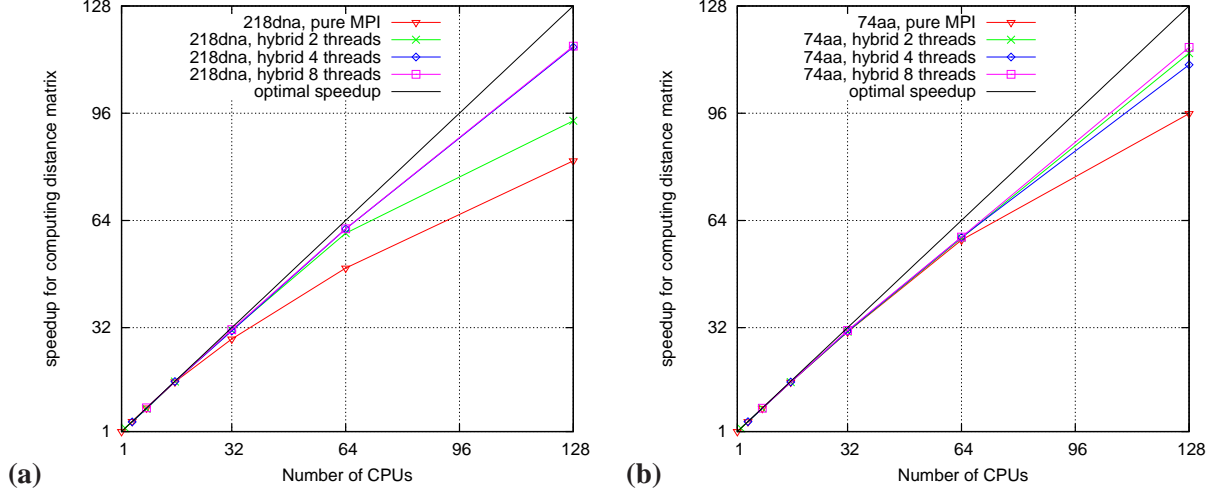 218dna, pure MPI
218dna, hybrid 2 threads
218dna, hybrid 4 threads
218dna, hybrid 8 threads
optimal speedup
speedup for computing distance matrix
128
96
64
32
1
1 32 64 96 128
Number of CPUs
(a)
74aa, pure MPI
74aa, hybrid 2 threads
74aa, hybrid 4 threads
74aa, hybrid 8 threads
optimal speedup
speedup for computing distance matrix
128
96
64
32
1
1 32 64 96 128
Number of CPUs
(b)